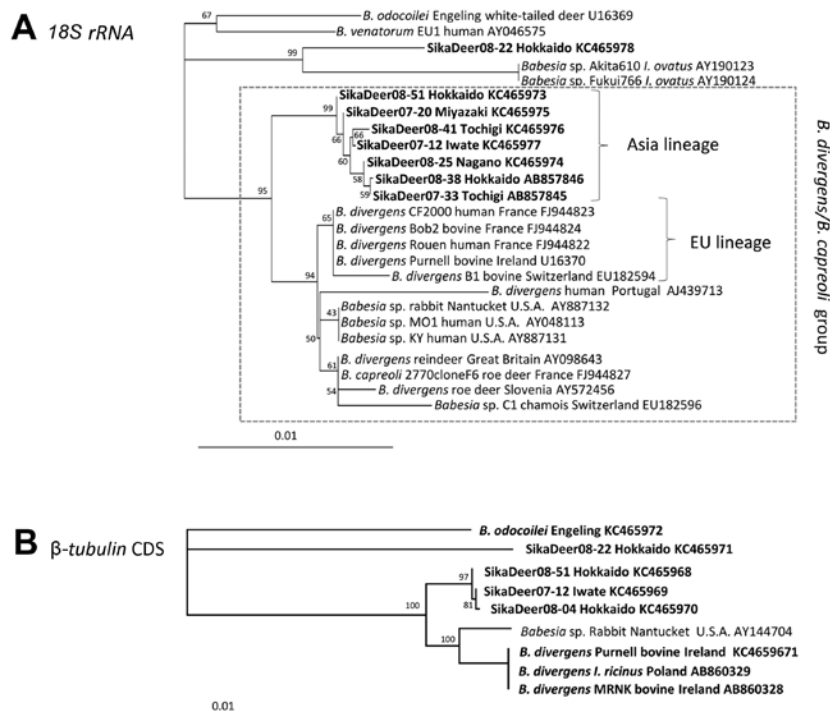 A 18S rRNA
67
B. odocoilei Engeling white-tailed deer U16369
B. venatorum EU1 human AY046575
SikaDeer08-22 Hokkaido KC465978
99
Babesia sp. Akita610 I. ovatus AY190123
Babesia sp. Fukui766 I. ovatus AY190124
SikaDeer08-51 Hokkaido KC465973
99
SikaDeer07-20 Miyazaki KC465975
66
66
SikaDeer08-41 Tochigi KC465976
SikaDeer07-12 Iwate KC465977
60
SikaDeer08-25 Nagano KC465974
58
SikaDeer08-38 Hokkaido AB857846
59
SikaDeer07-33 Tochigi AB857845
Asia lineage
95
B. divergens CF2000 human France FJ944823
65
B. divergens Bob2 bovine France FJ944824
B. divergens Rouen human France FJ944822
B. divergens Purnell bovine Ireland U16370
B. divergens B1 bovine Switzerland EU182594
EU lineage
94
B. divergens human Portugal AJ439713
Babesia sp. rabbit Nantucket U.S.A. AY887132
43
Babesia sp. MO1 human U.S.A. AY048113
Babesia sp. KY human U.S.A. AY887131
50
B. divergens reindeer Great Britain AY098643
61
B. capreoli 2770cloneF6 roe deer France FJ944827
B. divergens roe deer Slovenia AY572456
54
Babesia sp. C1 chamois Switzerland EU182596
B. divergens/B. capreoli group
0.01
B β-tubulin CDS
B. odocoilei Engeling KC465972
SikaDeer08-22 Hokkaido KC465971
97
SikaDeer08-51 Hokkaido KC465968
SikaDeer07-12 Iwate KC465969
81
SikaDeer08-04 Hokkaido KC465970
100
Babesia sp. Rabbit Nantucket U.S.A. AY144704
100
B. divergens Purnell bovine Ireland KC4659671
B. divergens I. ricinus Poland AB860329
B. divergens MRNK bovine Ireland AB860328
0.01